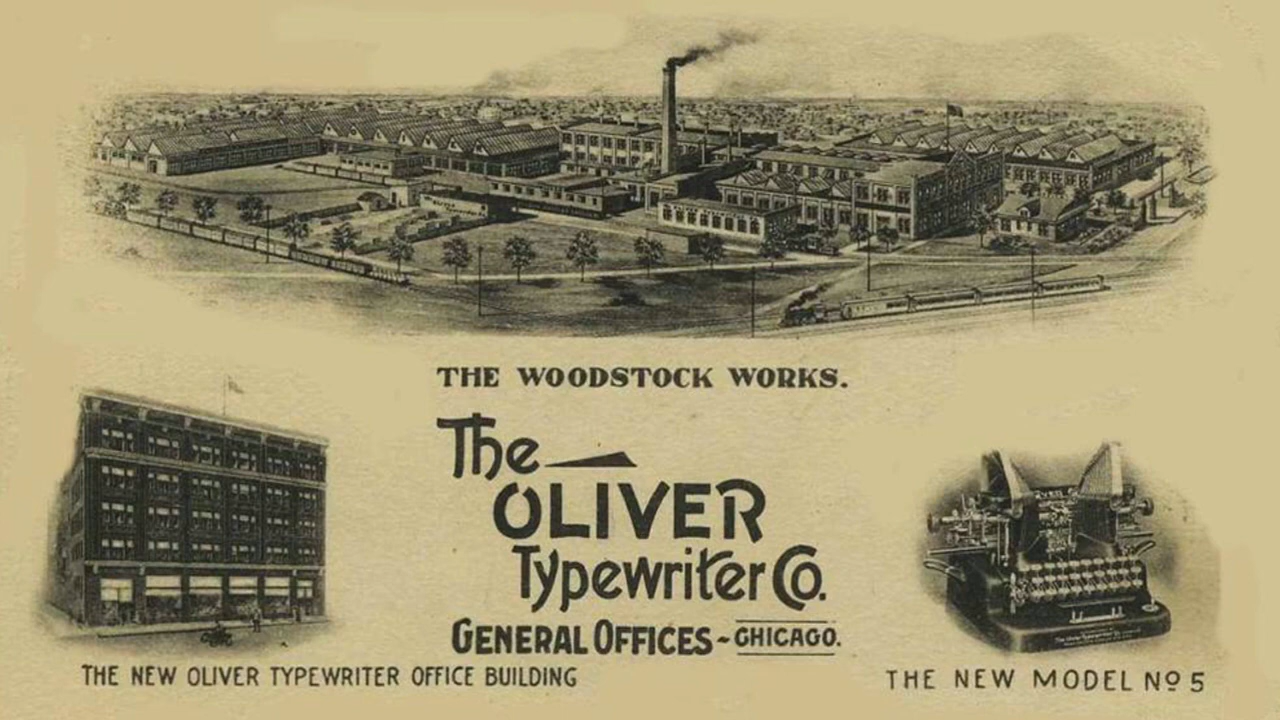 THE WOODSTOCK WORKS.
The
OLIVER
Typewriter Co.
GENERAL OFFICES ~ CHICAGO.
THE NEW OLIVER TYPEWRITER OFFICE BUILDING
THE NEW MODEL Nº 5